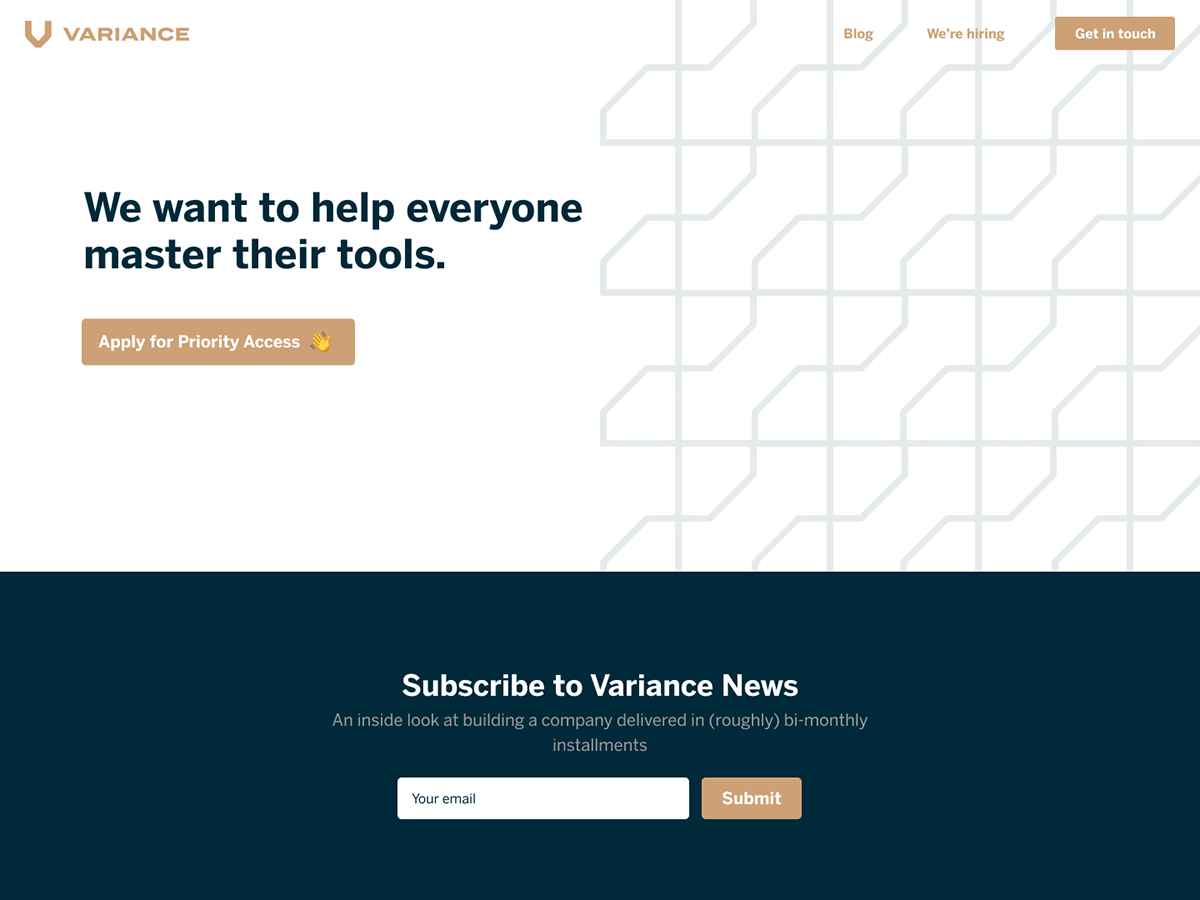 VARIANCE
Blog
We're hiring
Get in touch
We want to help everyone
master their tools.
Apply for Priority Access 👋
Subscribe to Variance News
An inside look at building a company delivered in (roughly) bi-monthly
installments
Your email
Submit